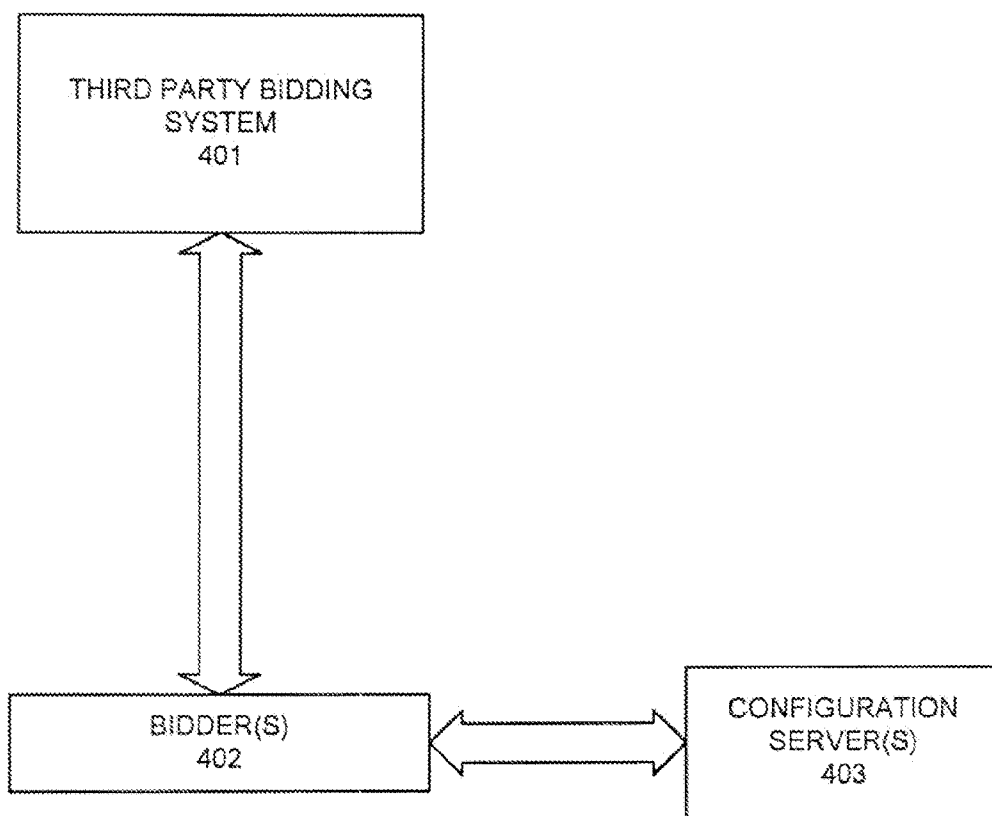 THIRD PARTY BIDDING
SYSTEM
401
BIDDER(S)
402
CONFIGURATION
SERVER(S)
403